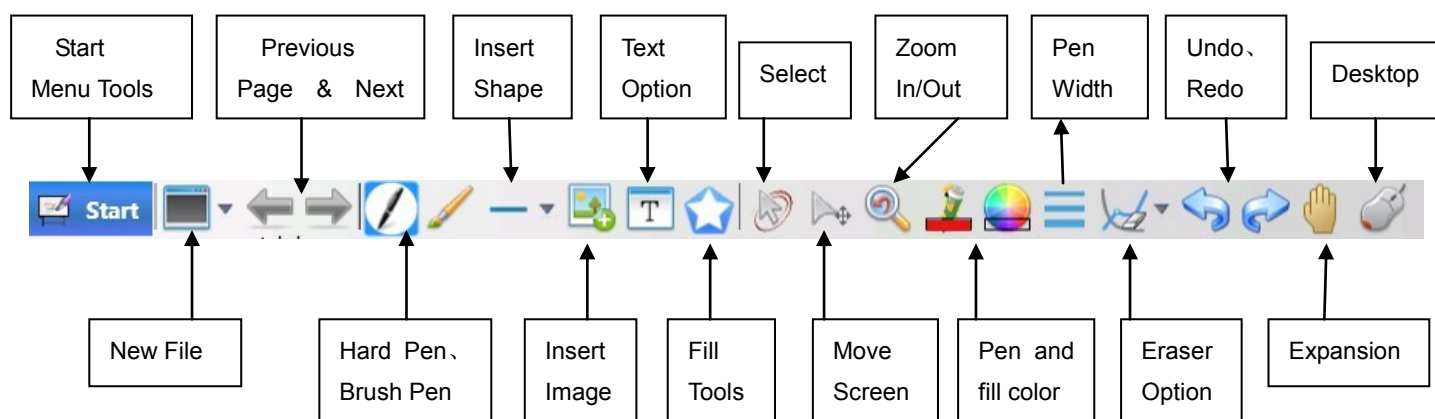 Start
Menu Tools
Previous
Page & Next
Insert
Shape
Text
Option
Select
Zoom
In/Out
Pen
Width
Undo、
Redo
Desktop
Start
T
New File
Hard Pen、
Brush Pen
Insert
Image
Fill
Tools
Move
Screen
Pen and
fill color
Eraser
Option
Expansion